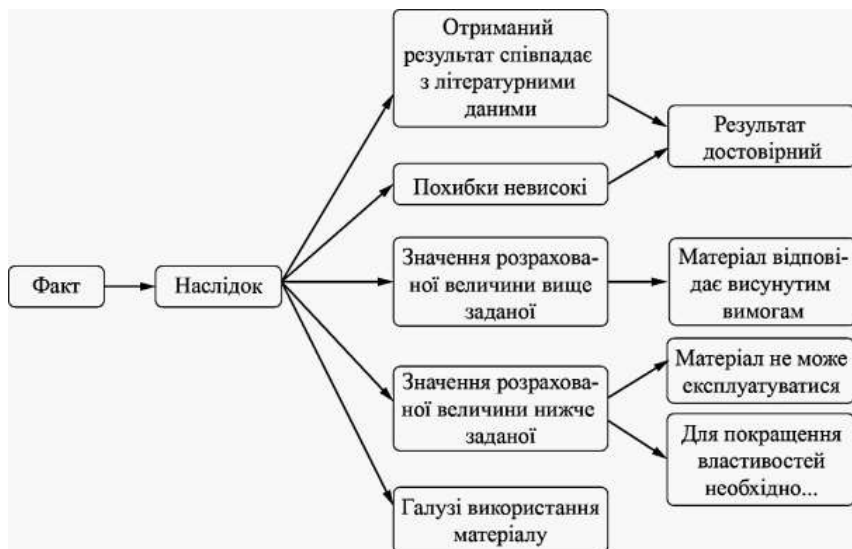 Факт
Наслідок
Отриманий
результат співпадає
з літературними
даними
Похибки невисокі
Результат
достовірний
Значення розрахова-
ної величини вище
заданої
Матеріал відпові-
дає висунутим
вимогам
Значення розрахова-
ної величини нижче
заданої
Матеріал не може
експлуатуватися
Для покращення
властивостей
необхідно...
Галузі використання
матеріалу